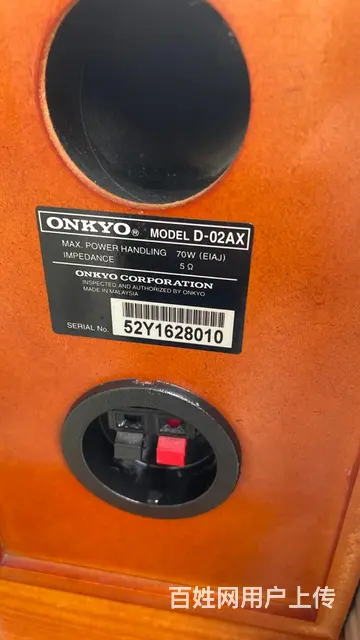 ONKYO® MODEL D-02AX
MAX. POWER HANDLING 70W (EIAJ)
IMPEDANCE 5 Ω
ONKYO CORPORATION
INSPECTED AND AUTHORIZED BY ONKYO
MADE IN MALAYSIA
SERIAL No. 52Y1628010
百姓网用户上传